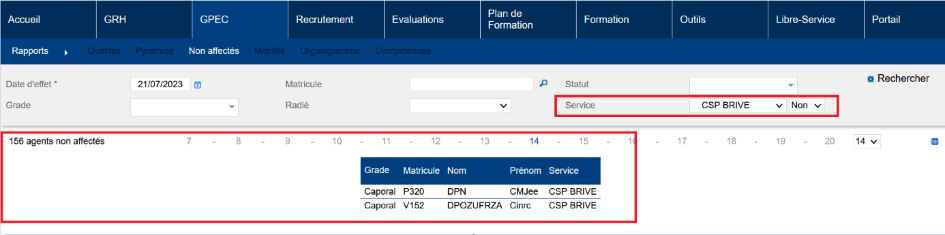 Accueil GRH GPEC Recrutement Evaluations Plan de Formation Formation Outils Libre-Service Portail
Rapports Quotités Pyramide Non affectés Mobilité Organigramme Compétences
Date d'effet * 21/07/2023 Matricule Statut Rechercher
Grade Radié Service CSP BRIVE Non
156 agents non affectés 7 - 8 - 9 - 10 - 11 - 12 - 13 - 14 - 15 - 16 - 17 - 18 - 19 - 20 14
Grade Matricule Nom Prénom Service
Caporal P320 DPN CMJee CSP BRIVE
Caporal V152 DPOZUFRZA Cinrc CSP BRIVE